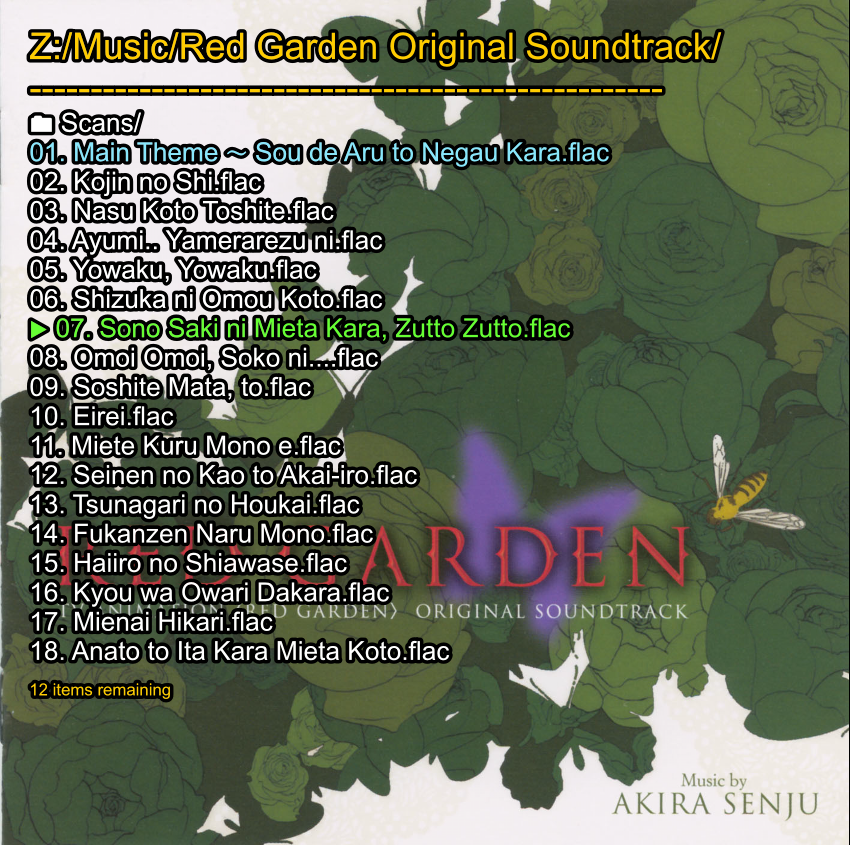 Z:/Music/Red Garden Original Soundtrack/
----------------------------------------------------
Scans/
01. Main Theme ～ Sou de Aru to Negau Kara.flac
02. Kojin no Shi.flac
03. Nasu Koto Toshite.flac
04. Ayumi.. Yamerarezu ni.flac
05. Yowaku, Yowaku.flac
06. Shizuka ni Omou Koto.flac
▶ 07. Sono Saki ni Mieta Kara, Zutto Zutto.flac
08. Omoi Omoi, Soko ni....flac
09. Soshite Mata, to.flac
10. Eirei.flac
11. Miete Kuru Mono e.flac
12. Seinen no Kao to Akai-iro.flac
13. Tsunagari no Houkai.flac
14. Fukanzen Naru Mono.flac
RED GARDEN
15. Haiiro no Shiawase.flac
16. Kyou wa Owari Dakara.flac
TV ANIMATION〈RED GARDEN〉 ORIGINAL SOUNDTRACK
17. Mienai Hikari.flac
18. Anato to Ita Kara Mieta Koto.flac
12 items remaining
Music by
AKIRA SENJU